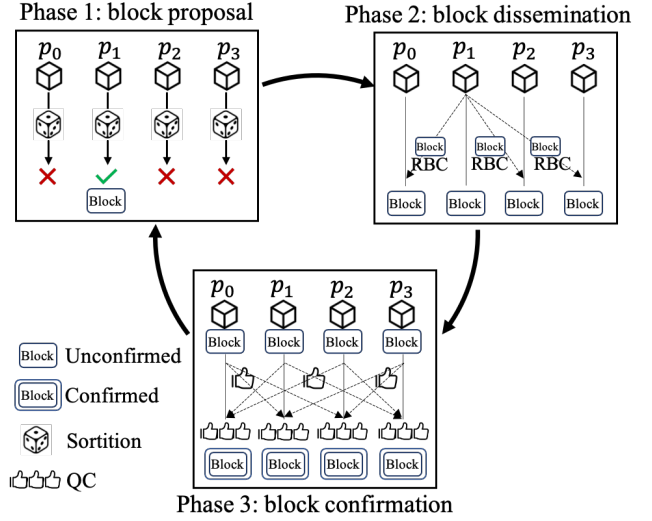 Phase 1: block proposal
p0 p1 p2 p3
Block
Phase 2: block dissemination
p0 p1 p2 p3
Block Block Block
RBC RBC RBC
Block Block Block Block
p0 p1 p2 p3
Block Block Block Block
Block Block Block Block
Phase 3: block confirmation
Block Unconfirmed
Block Confirmed
Sortition
QC